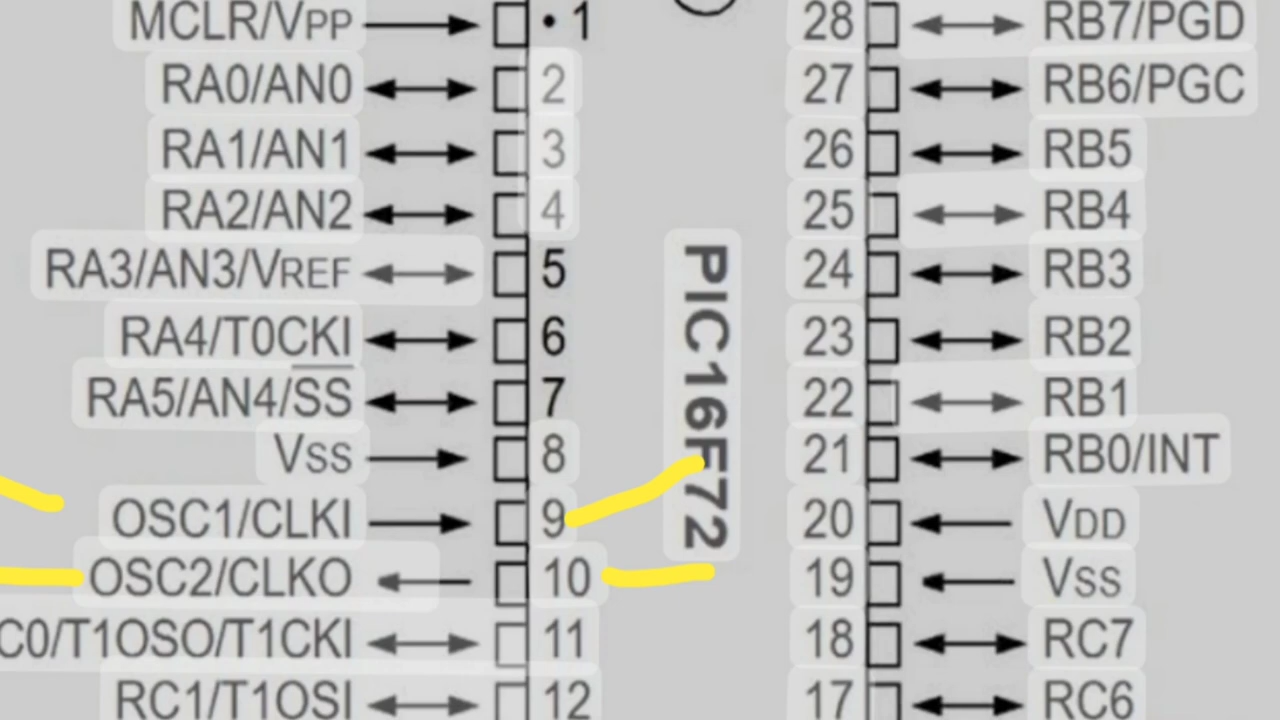 MCLR/VPP • 1 28 RB7/PGD
RA0/AN0 2 27 RB6/PGC
RA1/AN1 3 26 RB5
RA2/AN2 4 25 RB4
RA3/AN3/VREF 5 24 RB3
RA4/T0CKI 6 23 RB2
RA5/AN4/SS 7 22 RB1
VSS 8 21 RB0/INT
OSC1/CLKI 9 20 VDD
OSC2/CLKO 10 19 VSS
C0/T1OSO/T1CKI 11 18 RC7
RC1/T1OSI 12 17 RC6
PIC16F72